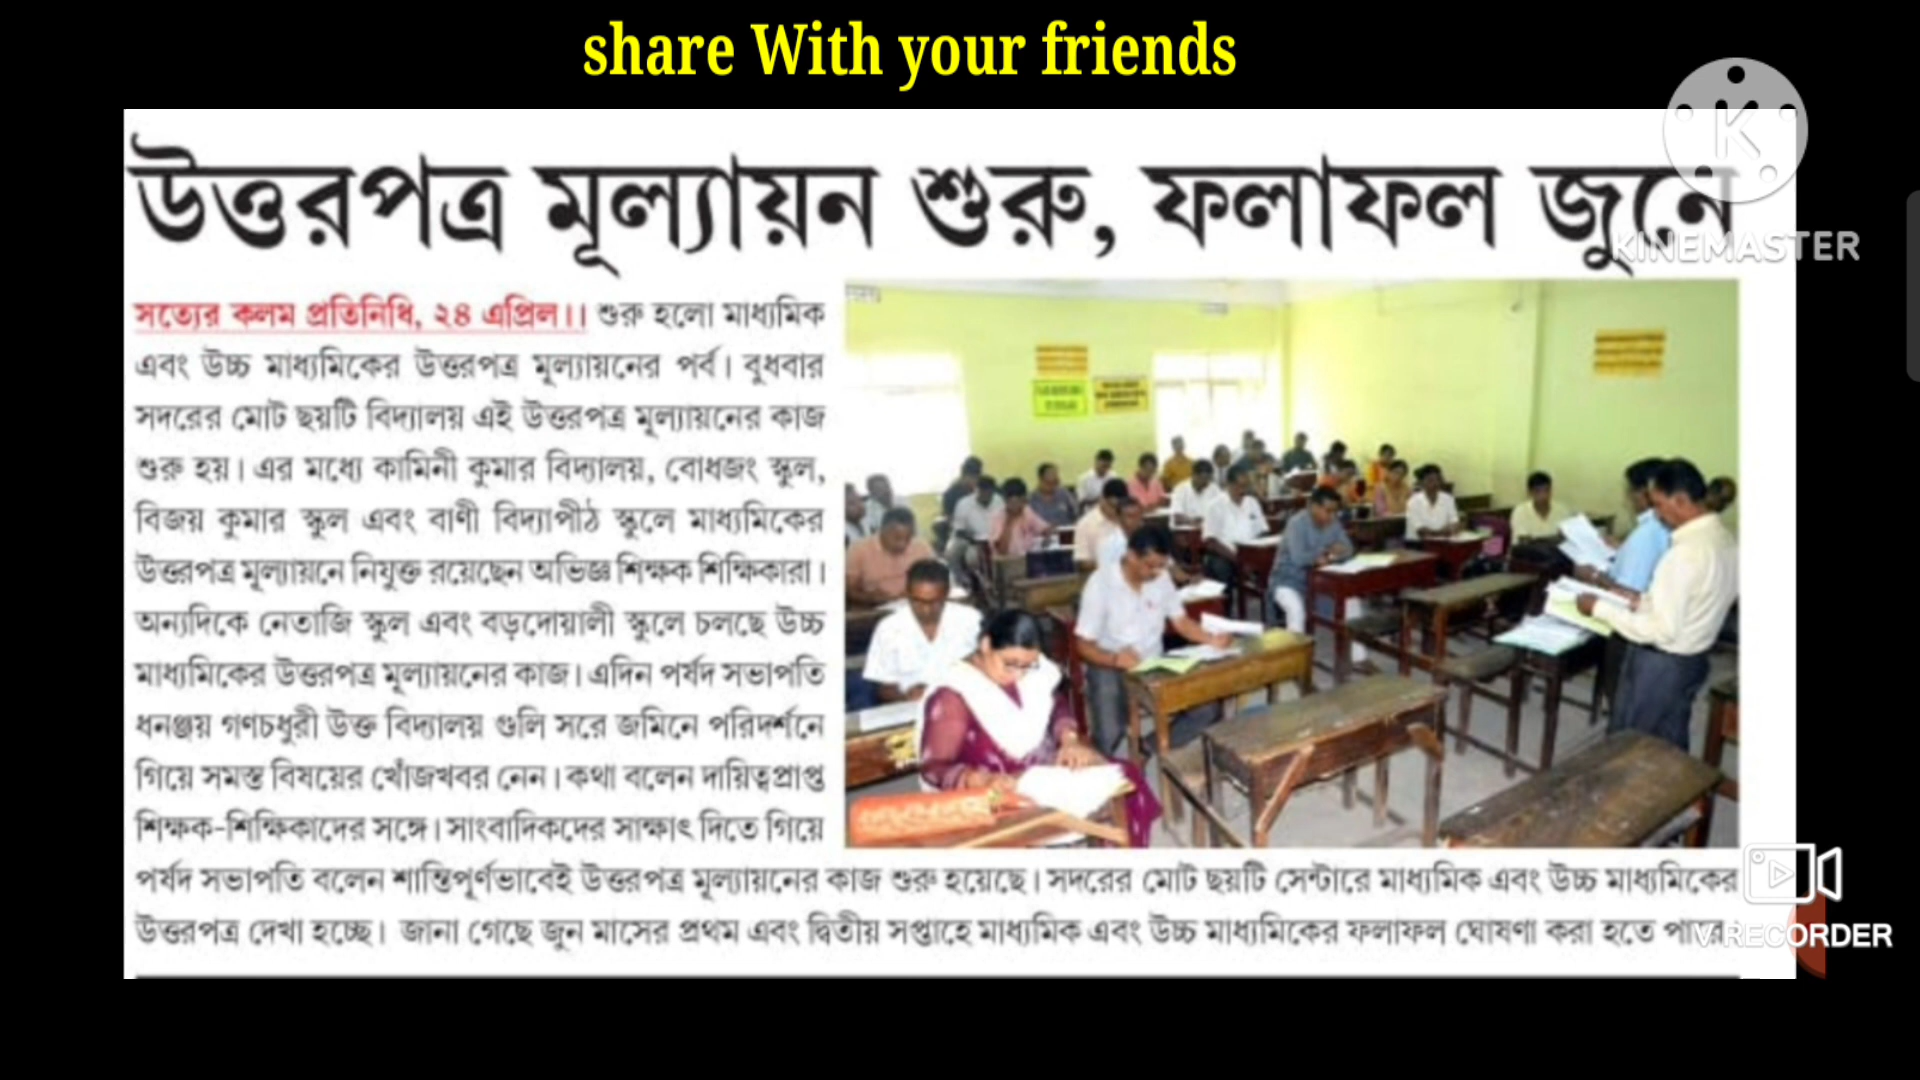 share With your friends
উত্তরপত্র মূল্যায়ন শুরু, ফলাফল জুনে
KINEMASTER
সত্যের কলম প্রতিনিধি, ২৪ এপ্রিল।। শুরু হলো মাধ্যমিক
এবং উচ্চ মাধ্যমিকের উত্তরপত্র মূল্যায়নের পর্ব। বুধবার
সদরের মোট ছয়টি বিদ্যালয় এই উত্তরপত্র মূল্যায়নের কাজ
শুরু হয়। এর মধ্যে কামিনী কুমার বিদ্যালয়, বোধজং স্কুল,
বিজয় কুমার স্কুল এবং বাণী বিদ্যাপীঠ স্কুলে মাধ্যমিকের
উত্তরপত্র মূল্যায়নে নিযুক্ত রয়েছেন অভিজ্ঞ শিক্ষক শিক্ষিকারা।
অন্যদিকে নেতাজি স্কুল এবং বড়দোয়ালী স্কুলে চলছে উচ্চ
মাধ্যমিকের উত্তরপত্র মূল্যায়নের কাজ। এদিন পর্ষদ সভাপতি
ধনঞ্জয় গণচধুরী উক্ত বিদ্যালয় গুলি সরে জমিনে পরিদর্শনে
গিয়ে সমস্ত বিষয়ের খোঁজখবর নেন। কথা বলেন দায়িত্বপ্রাপ্ত
শিক্ষক-শিক্ষিকাদের সঙ্গে। সাংবাদিকদের সাক্ষাৎ দিতে গিয়ে
পর্ষদ সভাপতি বলেন শান্তিপূর্ণভাবেই উত্তরপত্র মূল্যায়নের কাজ শুরু হয়েছে। সদরের মোট ছয়টি সেন্টারে মাধ্যমিক এবং উচ্চ মাধ্যমিকের
উত্তরপত্র দেখা হচ্ছে। জানা গেছে জুন মাসের প্রথম এবং দ্বিতীয় সপ্তাহে মাধ্যমিক এবং উচ্চ মাধ্যমিকের ফলাফল ঘোষণা করা হতে পারে।
V RECORDER